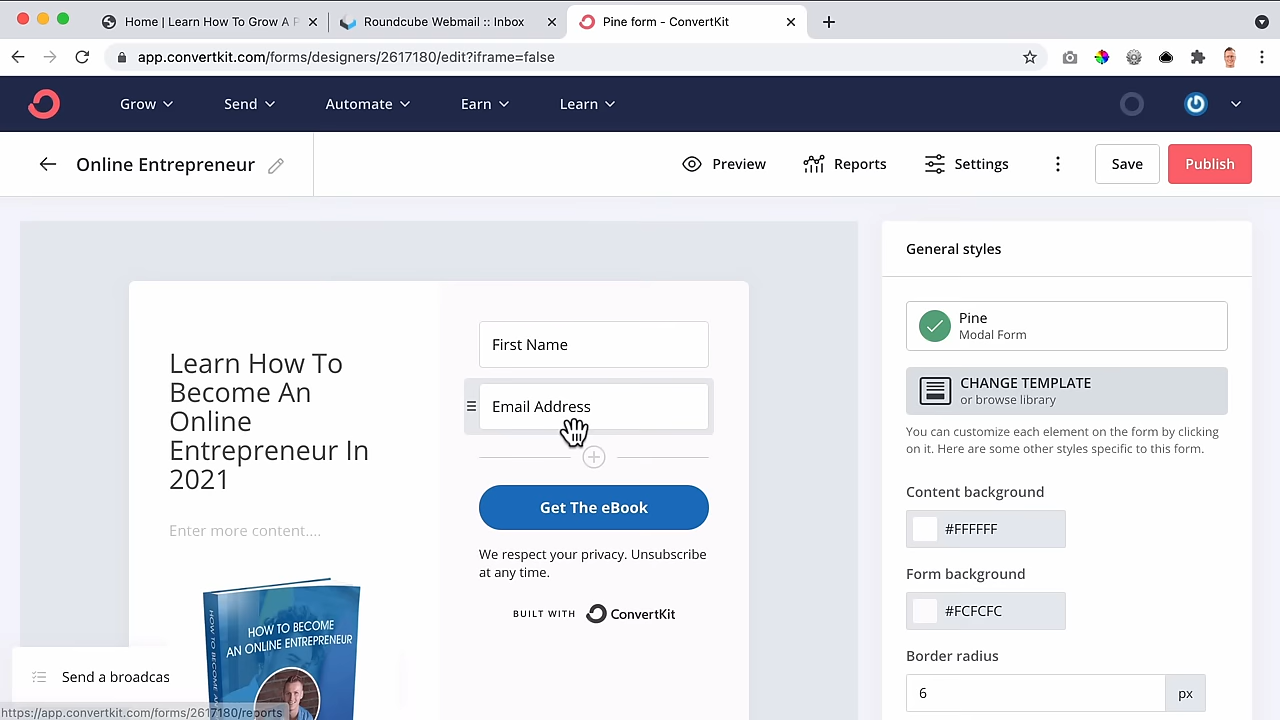 Home | Learn How To Grow A P
Roundcube Webmail :: Inbox
Pine form - ConvertKit
app.convertkit.com/forms/designers/2617180/edit?iframe=false
Grow
Send
Automate
Earn
Learn
Online Entrepreneur
Preview
Reports
Settings
Save
Publish
Learn How To
Become An
Online
Entrepreneur In
2021
Enter more content....
HOW TO BECOME
AN ONLINE ENTREPRENEUR
First Name
Email Address
Get The eBook
We respect your privacy. Unsubscribe
at any time.
BUILT WITH ConvertKit
General styles
Pine
Modal Form
CHANGE TEMPLATE
or browse library
You can customize each element on the form by clicking
on it. Here are some other styles specific to this form.
Content background
#FFFFFF
Form background
#FCFCFC
Border radius
6 px
Send a broadcas
https://app.convertkit.com/forms/2617180/reports